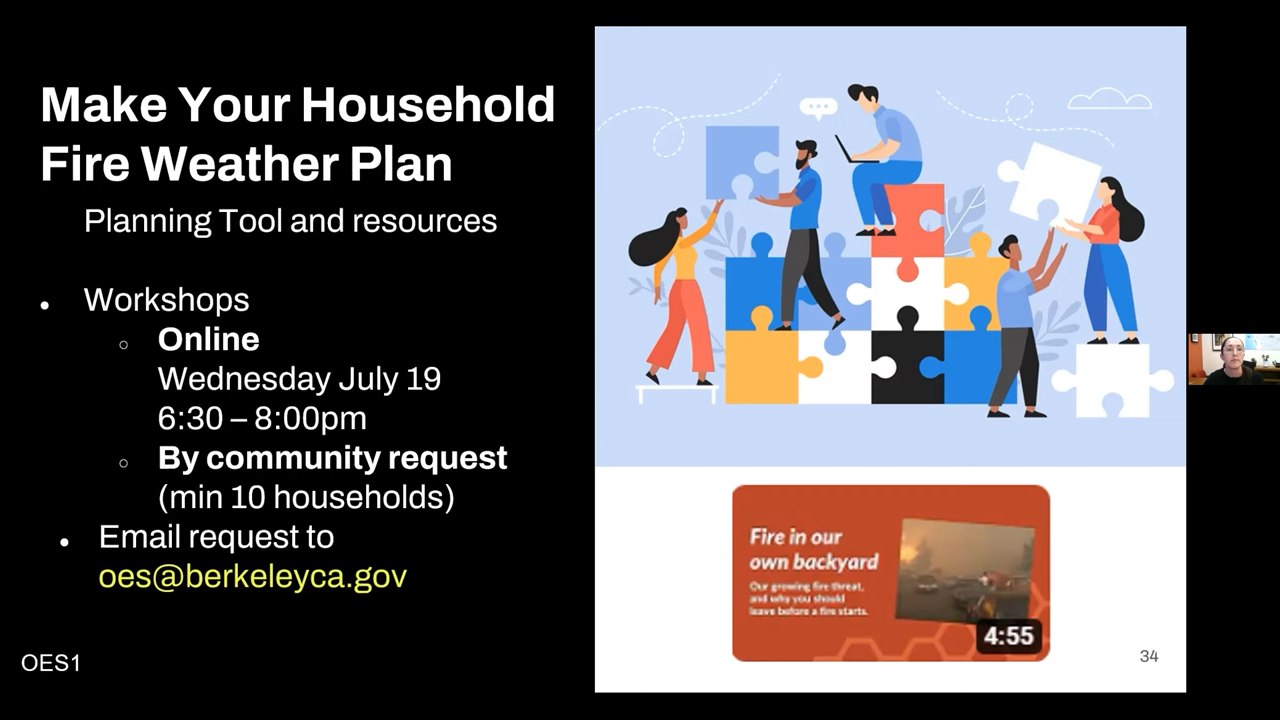 Make Your Household
Fire Weather Plan
Planning Tool and resources
Workshops
Online
Wednesday July 19
6:30 – 8:00pm
By community request
(min 10 households)
Email request to
oes@berkeleyca.gov
OES1
Fire in our
own backyard
Our growing fire threat,
and why you should
leave before a fire starts.
4:55
34